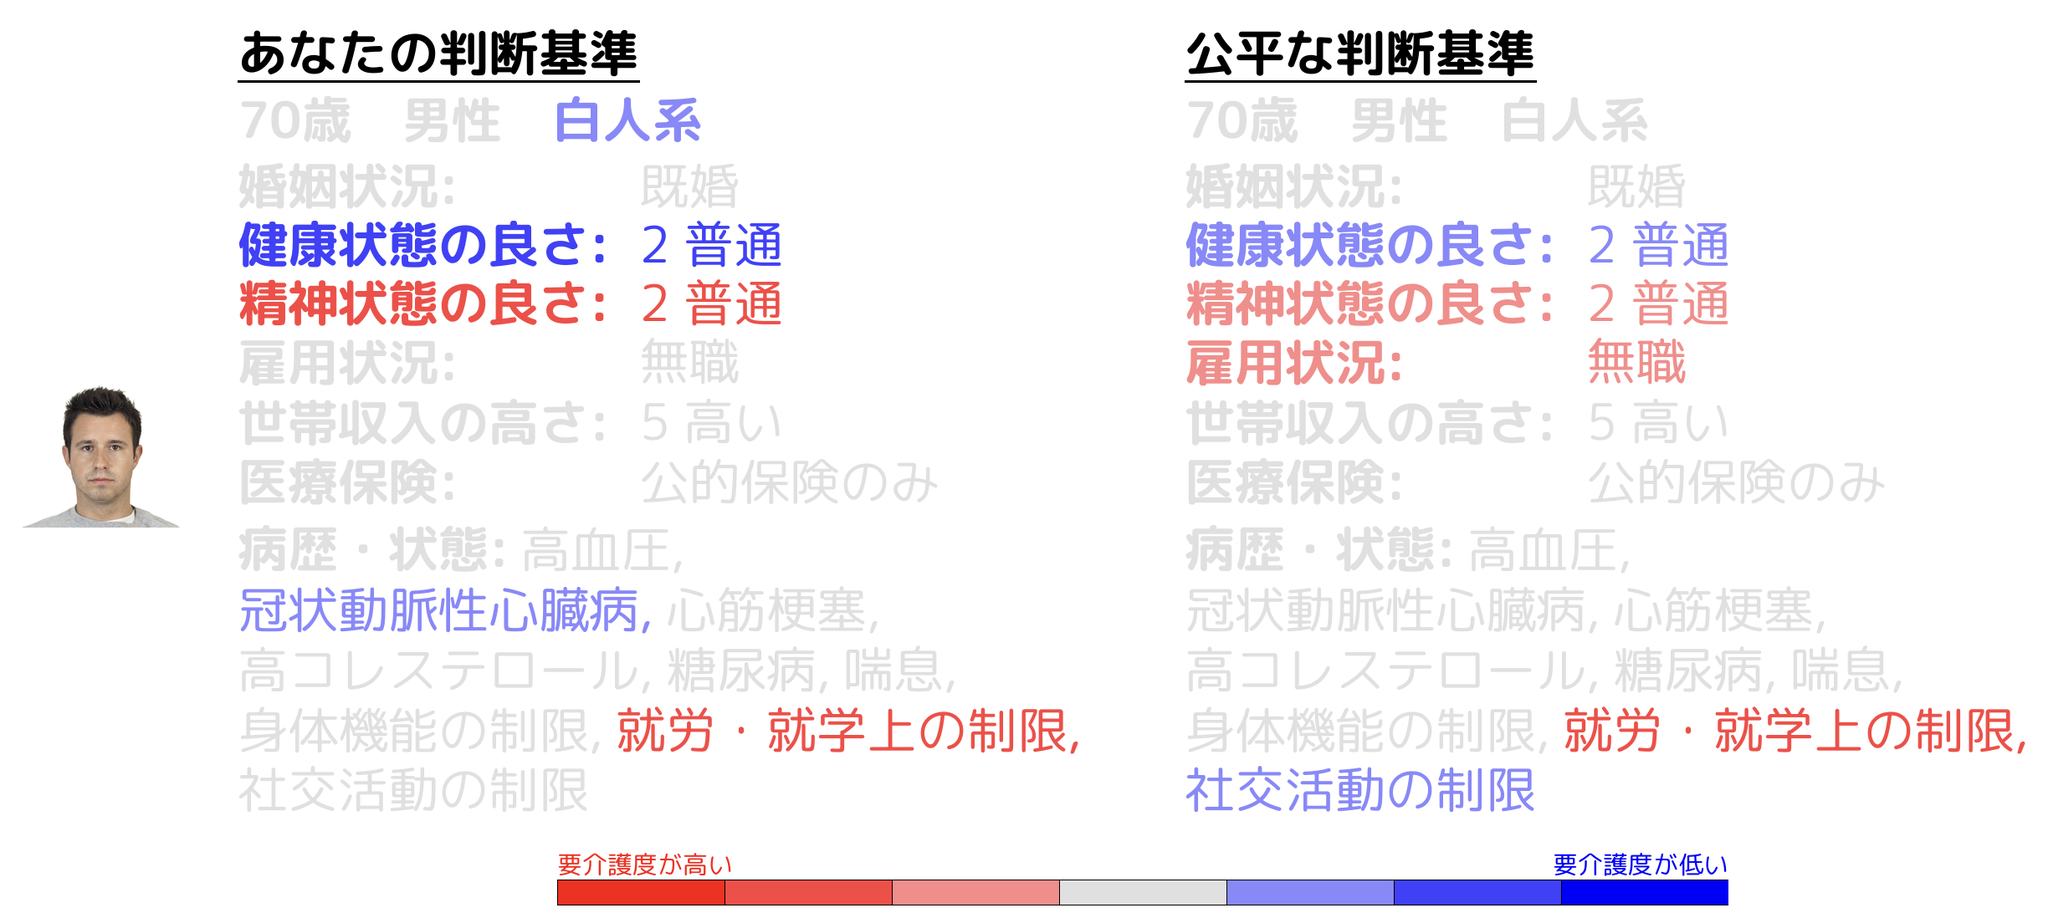 あなたの判断基準
70歳 男性 白人系
婚姻状況: 既婚
健康状態の良さ: 2 普通
精神状態の良さ: 2 普通
雇用状況: 無職
世帯収入の高さ: 5 高い
医療保険: 公的保険のみ
病歴・状態: 高血圧,
冠状動脈性心臓病, 心筋梗塞,
高コレステロール, 糖尿病, 喘息,
身体機能の制限, 就労・就学上の制限,
社交活動の制限
公平な判断基準
70歳 男性 白人系
婚姻状況: 既婚
健康状態の良さ: 2 普通
精神状態の良さ: 2 普通
雇用状況: 無職
世帯収入の高さ: 5 高い
医療保険: 公的保険のみ
病歴・状態: 高血圧,
冠状動脈性心臓病, 心筋梗塞,
高コレステロール, 糖尿病, 喘息,
身体機能の制限, 就労・就学上の制限,
社交活動の制限
要介護度が高い
要介護度が低い